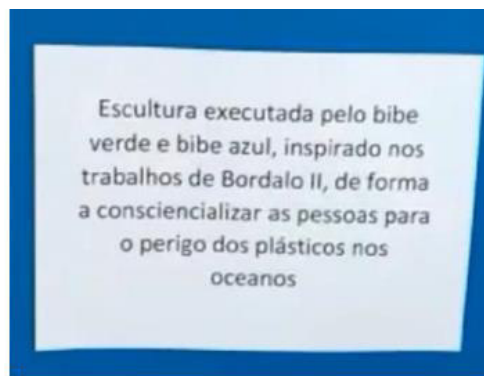 Escultura executada pelo bibe
verde e bibe azul, inspirado nos
trabalhos de Bordalo II, de forma
a consciencializar as pessoas para
o perigo dos plásticos nos
oceanos